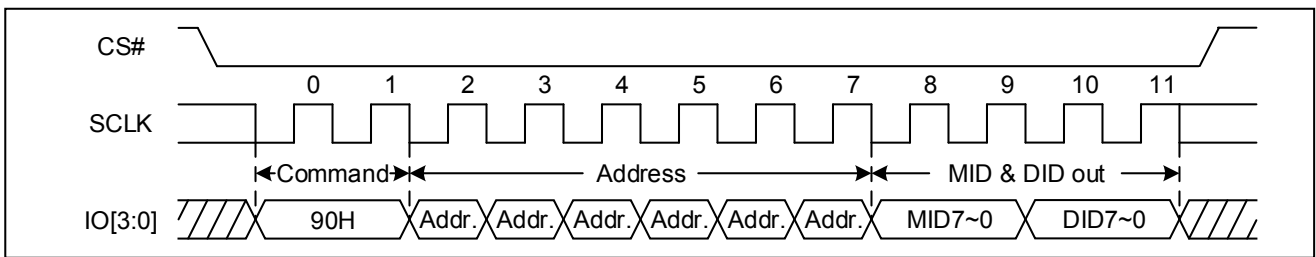 CS#
0 1 2 3 4 5 6 7 8 9 10 11
SCLK
Command Address MID & DID out
IO[3:0] 90H Addr. Addr. Addr. Addr. Addr. Addr. MID7~0 DID7~0